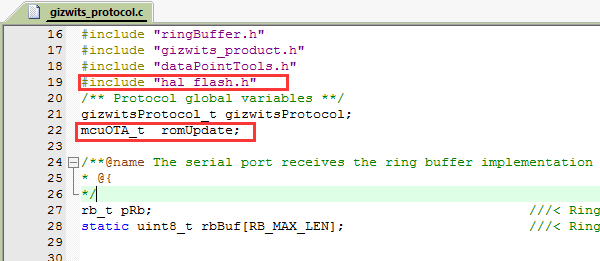 gizwits_protocol.c
16 #include "ringBuffer.h"
17 #include "gizwits_product.h"
18 #include "dataPointTools.h"
19 #include "hal_flash.h"
20 /** Protocol global variables **/
21 gizwitsProtocol_t gizwitsProtocol;
22 mcuOTA_t  romUpdate;
23
24 /**@name The serial port receives the ring buffer implementation
25 * @{
26 */
27 rb_t pRb; ///< Ring
28 static uint8_t rbBuf[RB_MAX_LEN]; ///< Ring
29
30